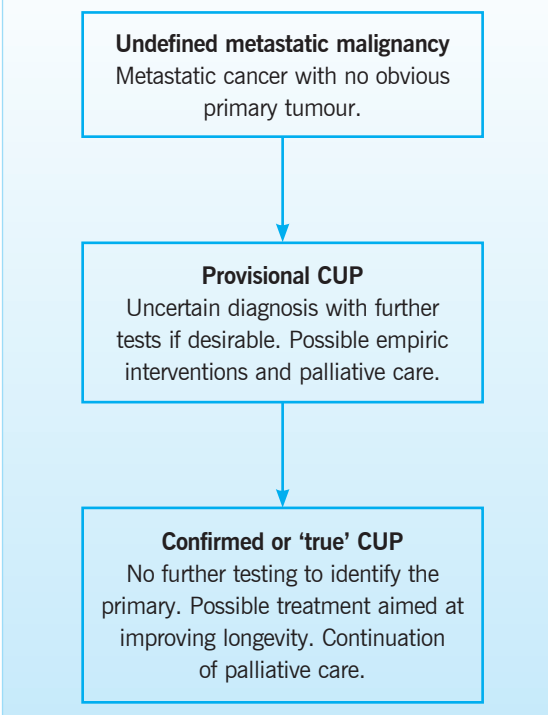 Undefined metastatic malignancy
Metastatic cancer with no obvious
primary tumour.
Provisional CUP
Uncertain diagnosis with further
tests if desirable. Possible empiric
interventions and palliative care.
Confirmed or ‘true’ CUP
No further testing to identify the
primary. Possible treatment aimed at
improving longevity. Continuation
of palliative care.